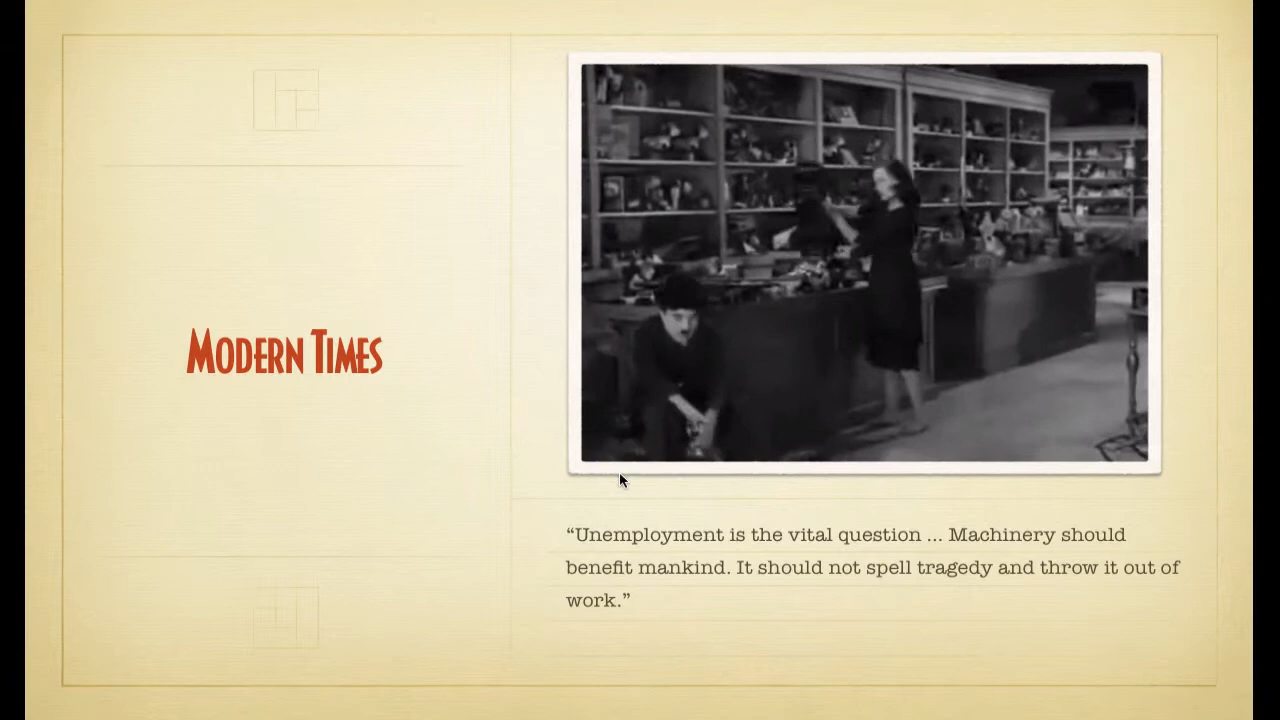 Modern Times
“Unemployment is the vital question ... Machinery should
benefit mankind. It should not spell tragedy and throw it out of
work.”